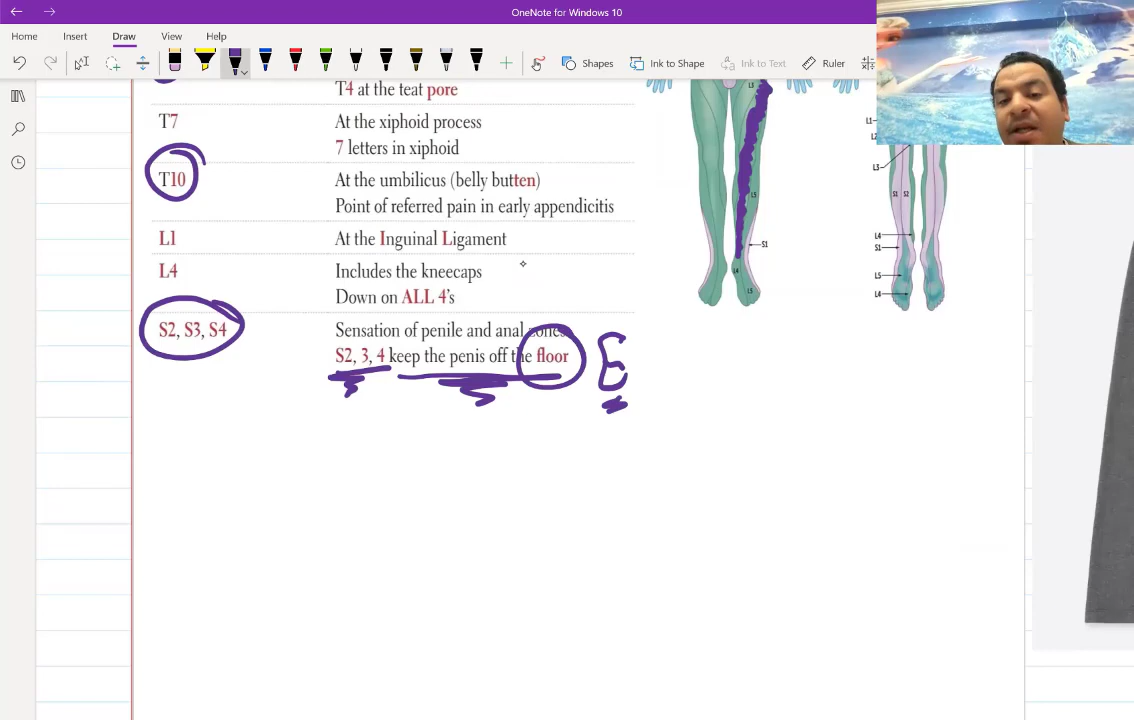 OneNote for Windows 10
Home Insert Draw View Help
Shapes Ink to Shape Ink to Text Ruler
T4 at the teat pore
T7 At the xiphoid process
7 letters in xiphoid
T10 At the umbilicus (belly butten)
Point of referred pain in early appendicitis
L1 At the Inguinal Ligament
L4 Includes the kneecaps
Down on ALL 4's
S2, S3, S4 Sensation of penile and anal zones
S2, 3, 4 keep the penis off the floor
E
L3
L5
S1
L4
L5
L1
L3
S1 S2
L4
S1
L5
L4